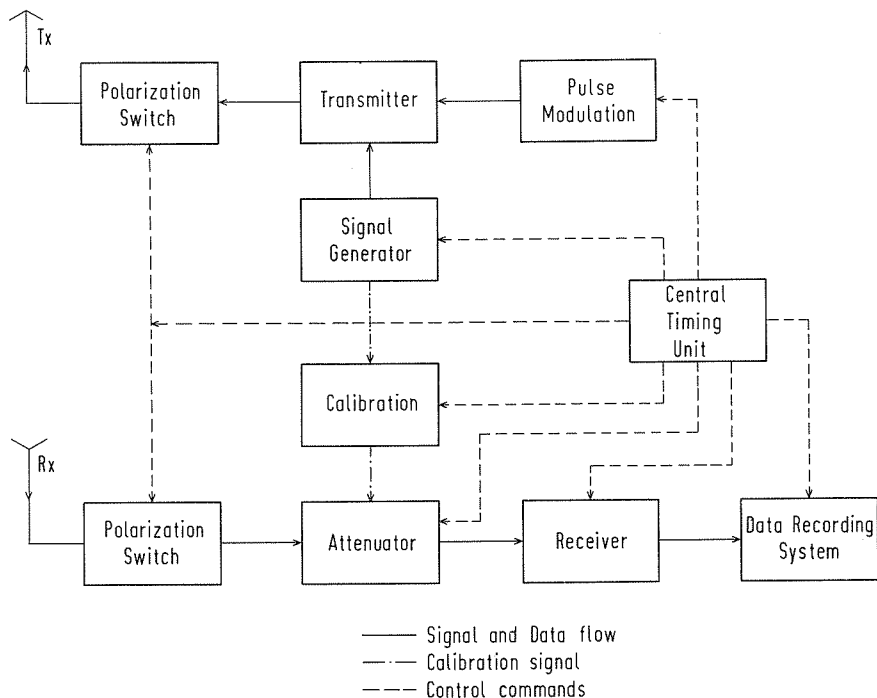 Tx
Polarization
Switch
Transmitter
Pulse
Modulation
Signal
Generator
Central
Timing
Unit
Calibration
Rx
Polarization
Switch
Attenuator
Receiver
Data Recording
System
Signal and Data flow
Calibration signal
Control commands